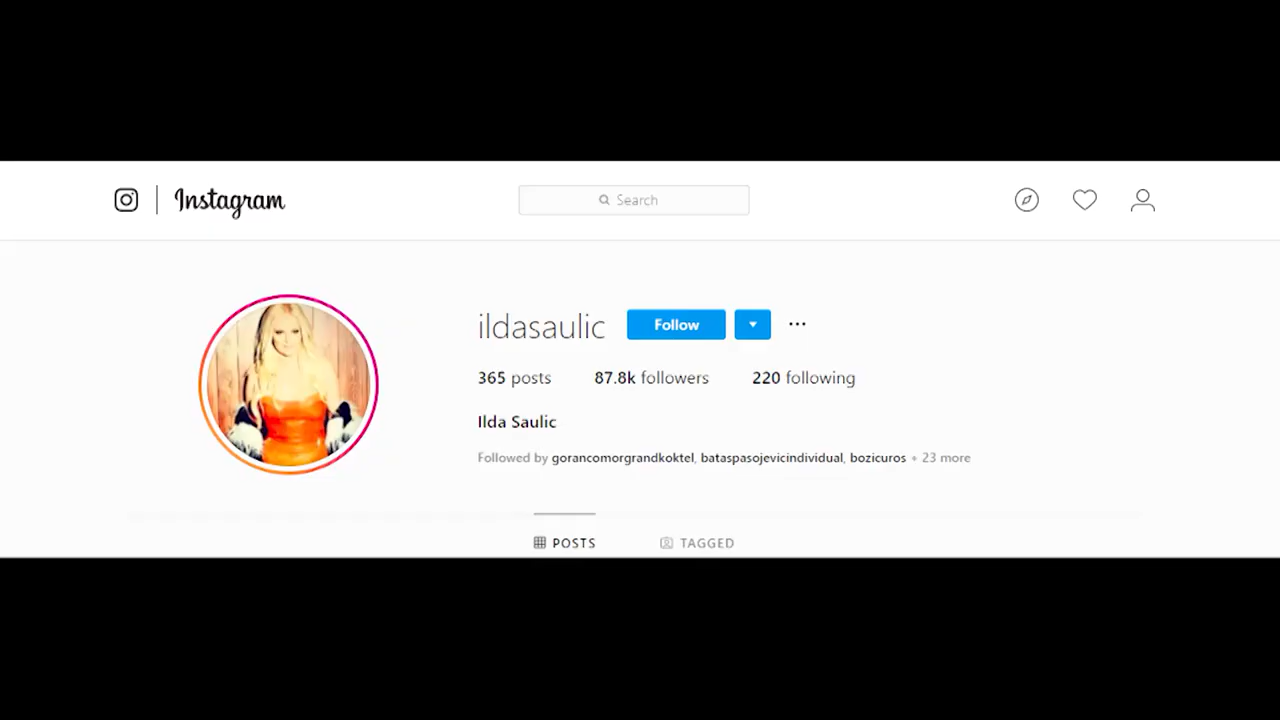 Instagram
Search
ildasaulic Follow
365 posts 87.8k followers 220 following
Ilda Saulic
Followed by gorancomorgrandkoktel, bataspasojevicindividual, bozicuros + 23 more
POSTS TAGGED